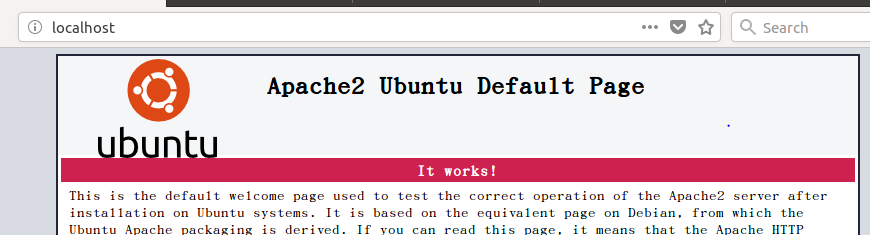 localhost
Search
Apache2 Ubuntu Default Page
ubuntu
It works!
This is the default welcome page used to test the correct operation of the Apache2 server after
installation on Ubuntu systems. It is based on the equivalent page on Debian, from which the
Ubuntu Apache packaging is derived. If you can read this page, it means that the Apache HTTP